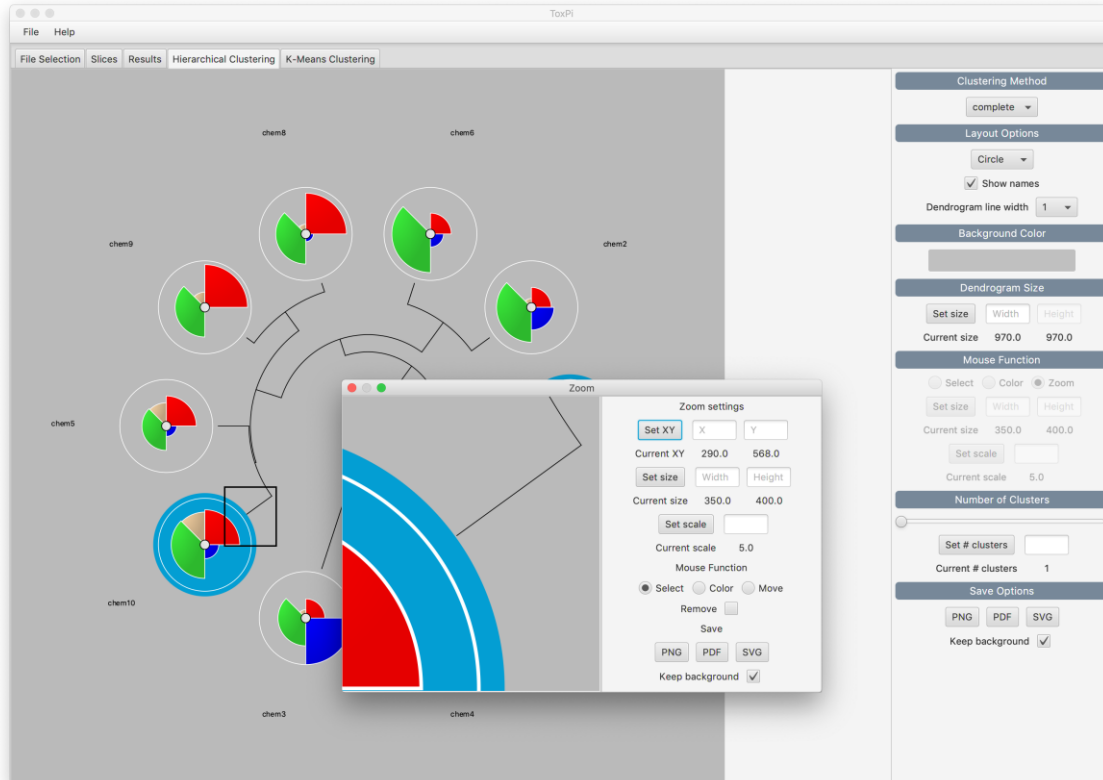 ToxPi
File Help
File Selection Slices Results Hierarchical Clustering K-Means Clustering
chem8
chem6
chem9
chem2
chem5
chem10
chem3
chem4
Zoom
Zoom settings
Set XY X Y
Current XY 290.0 568.0
Set size Width Height
Current size 350.0 400.0
Set scale
Current scale 5.0
Mouse Function
Select Color Move
Remove
Save
PNG PDF SVG
Keep background
Clustering Method
complete
Layout Options
Circle
Show names
Dendrogram line width 1
Background Color
Dendrogram Size
Set size Width Height
Current size 970.0 970.0
Mouse Function
Select Color Zoom
Set size Width Height
Current size 350.0 400.0
Set scale
Current scale 5.0
Number of Clusters
Set # clusters
Current # clusters 1
Save Options
PNG PDF SVG
Keep background